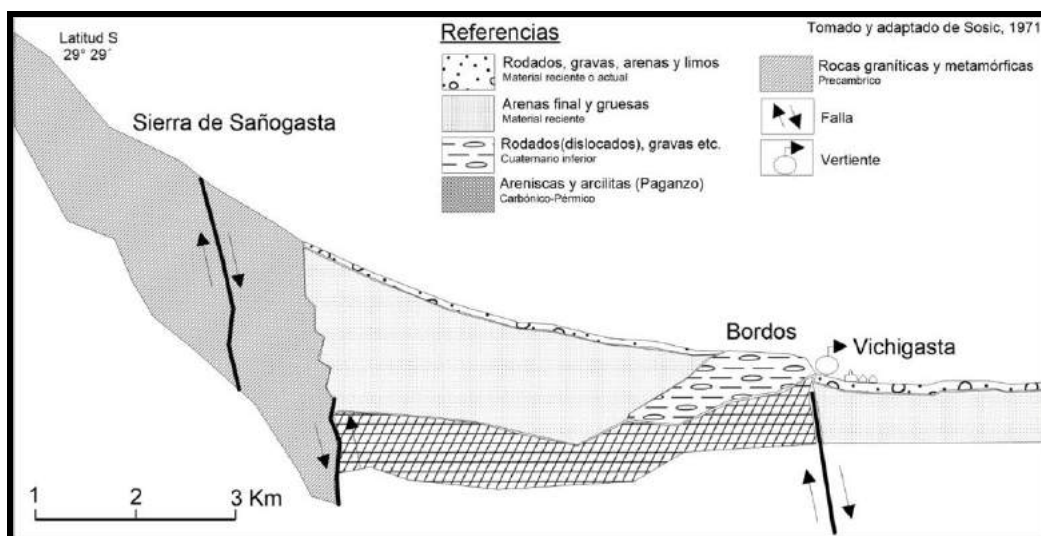 Latitud S
29° 29´
Sierra de Sañogasta
Referencias
Tomado y adaptado de Sosic, 1971
Rodados, gravas, arenas y limos
Material reciente o actual
Arenas final y gruesas
Material reciente
Rodados(dislocados), gravas etc.
Cuaternario inferior
Areniscas y arcilitas (Paganzo)
Carbónico-Pérmico
Rocas graníticas y metamórficas
Precambrico
Falla
Vertiente
Bordos
Vichigasta
1 2 3 Km